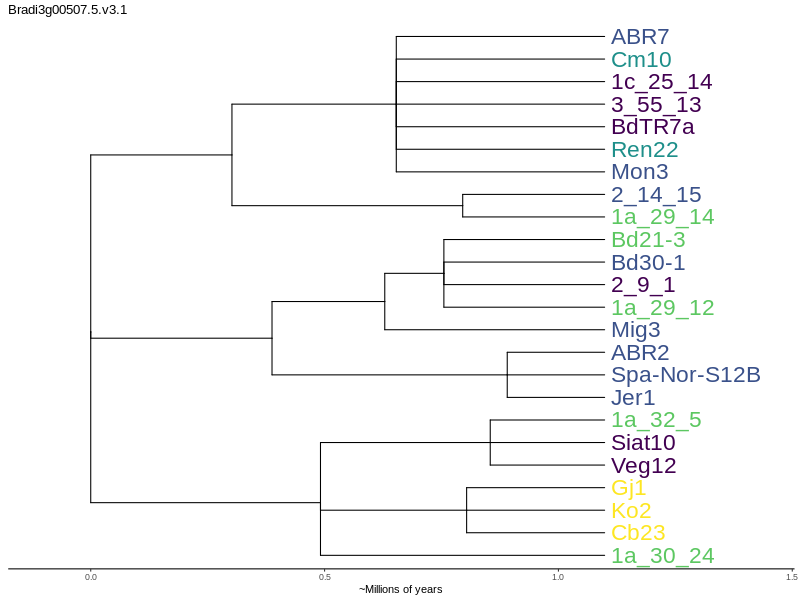 Bradi3g00507.5.v3.1
ABR7
Cm10
1c_25_14
3_55_13
BdTR7a
Ren22
Mon3
2_14_15
1a_29_14
Bd21-3
Bd30-1
2_9_1
1a_29_12
Mig3
ABR2
Spa-Nor-S12B
Jer1
1a_32_5
Siat10
Veg12
Gj1
Ko2
Cb23
1a_30_24
0.0 0.5 1.0 1.5
~Millions of years